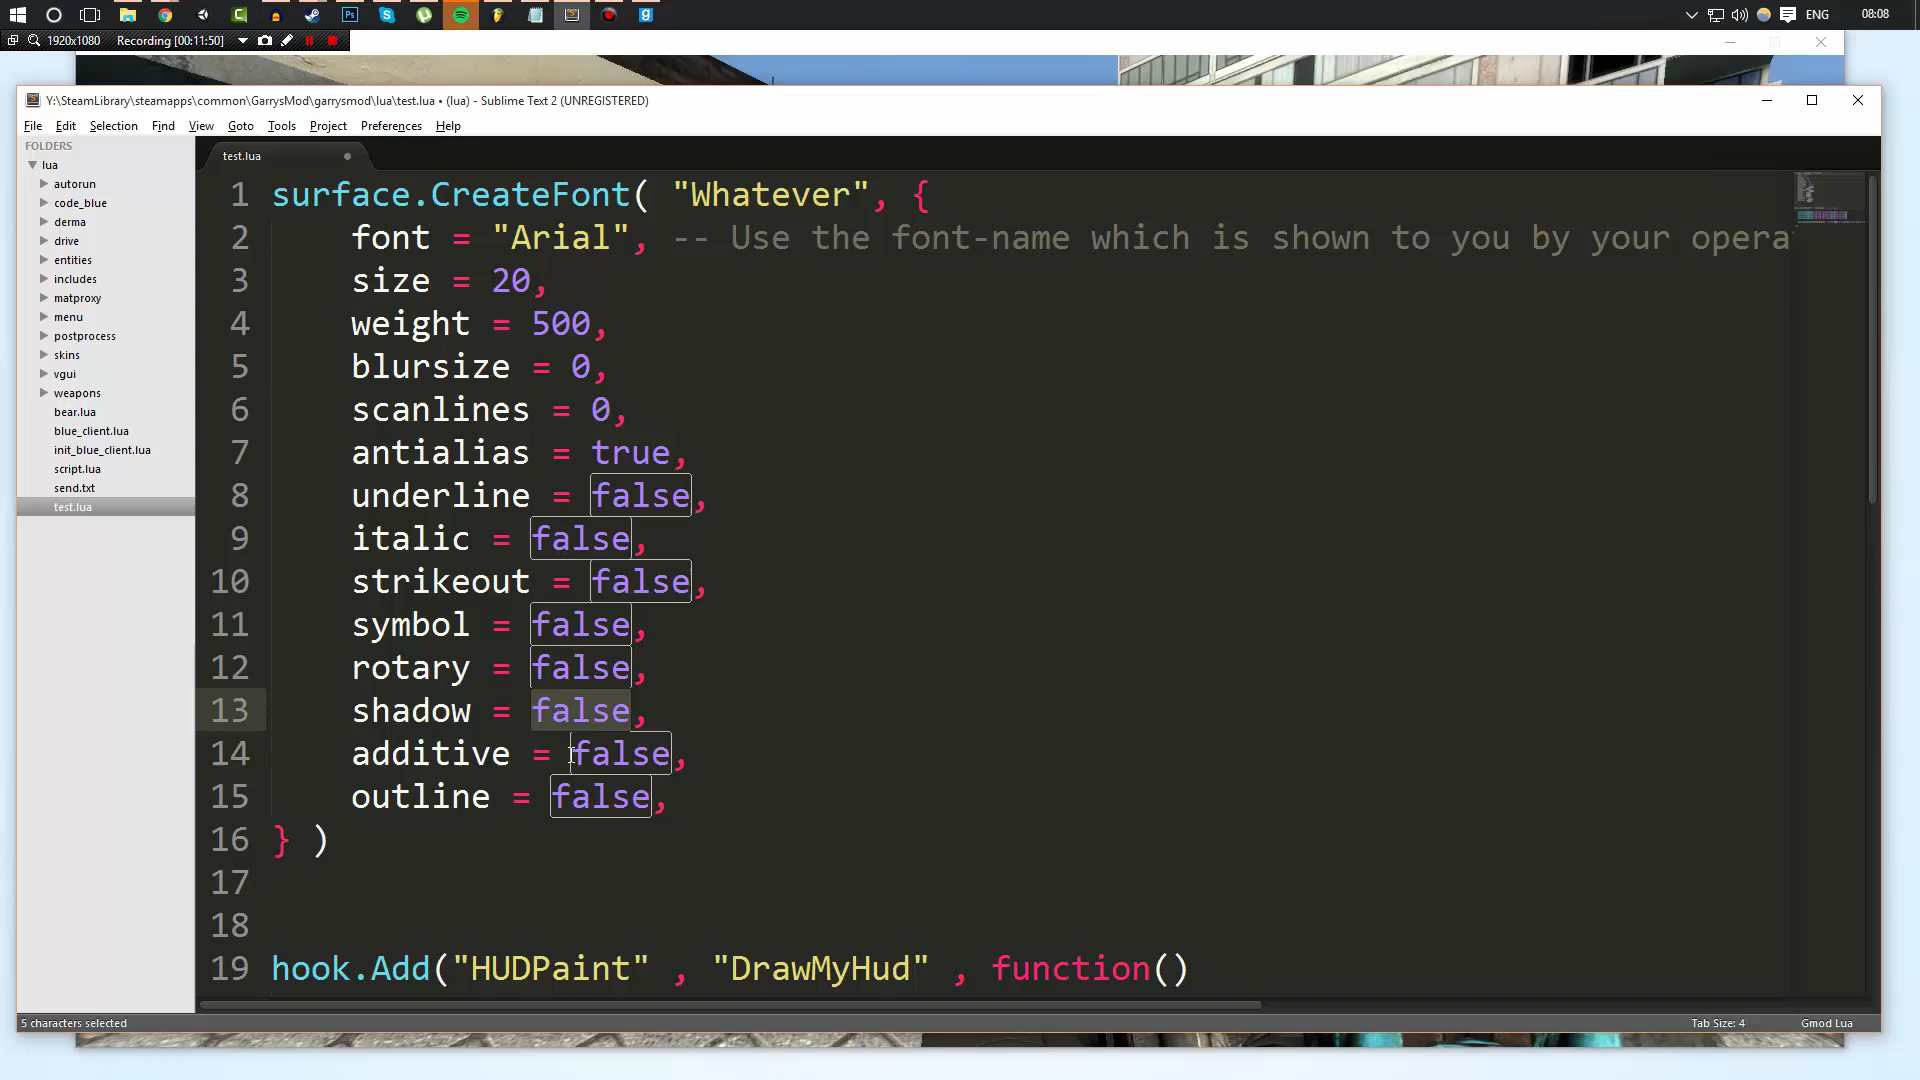 ENG
08:08
1920x1080
Recording [00:11:50]
Y:\SteamLibrary\steamapps\common\GarrysMod\garrysmod\lua\test.lua • (lua) - Sublime Text 2 (UNREGISTERED)
File Edit Selection Find View Goto Tools Project Preferences Help
FOLDERS
lua
autorun
code_blue
derma
drive
entities
includes
matproxy
menu
postprocess
skins
vgui
weapons
bear.lua
blue_client.lua
init_blue_client.lua
script.lua
send.txt
test.lua
test.lua
1 surface.CreateFont( "Whatever", {
2 font = "Arial", -- Use the font-name which is shown to you by your opera
3 size = 20,
4 weight = 500,
5 blursize = 0,
6 scanlines = 0,
7 antialias = true,
8 underline = false,
9 italic = false,
10 strikeout = false,
11 symbol = false,
12 rotary = false,
13 shadow = false,
14 additive = false,
15 outline = false,
16 } )
17
18
19 hook.Add("HUDPaint" , "DrawMyHud" , function()
5 characters selected
Tab Size: 4
Gmod Lua